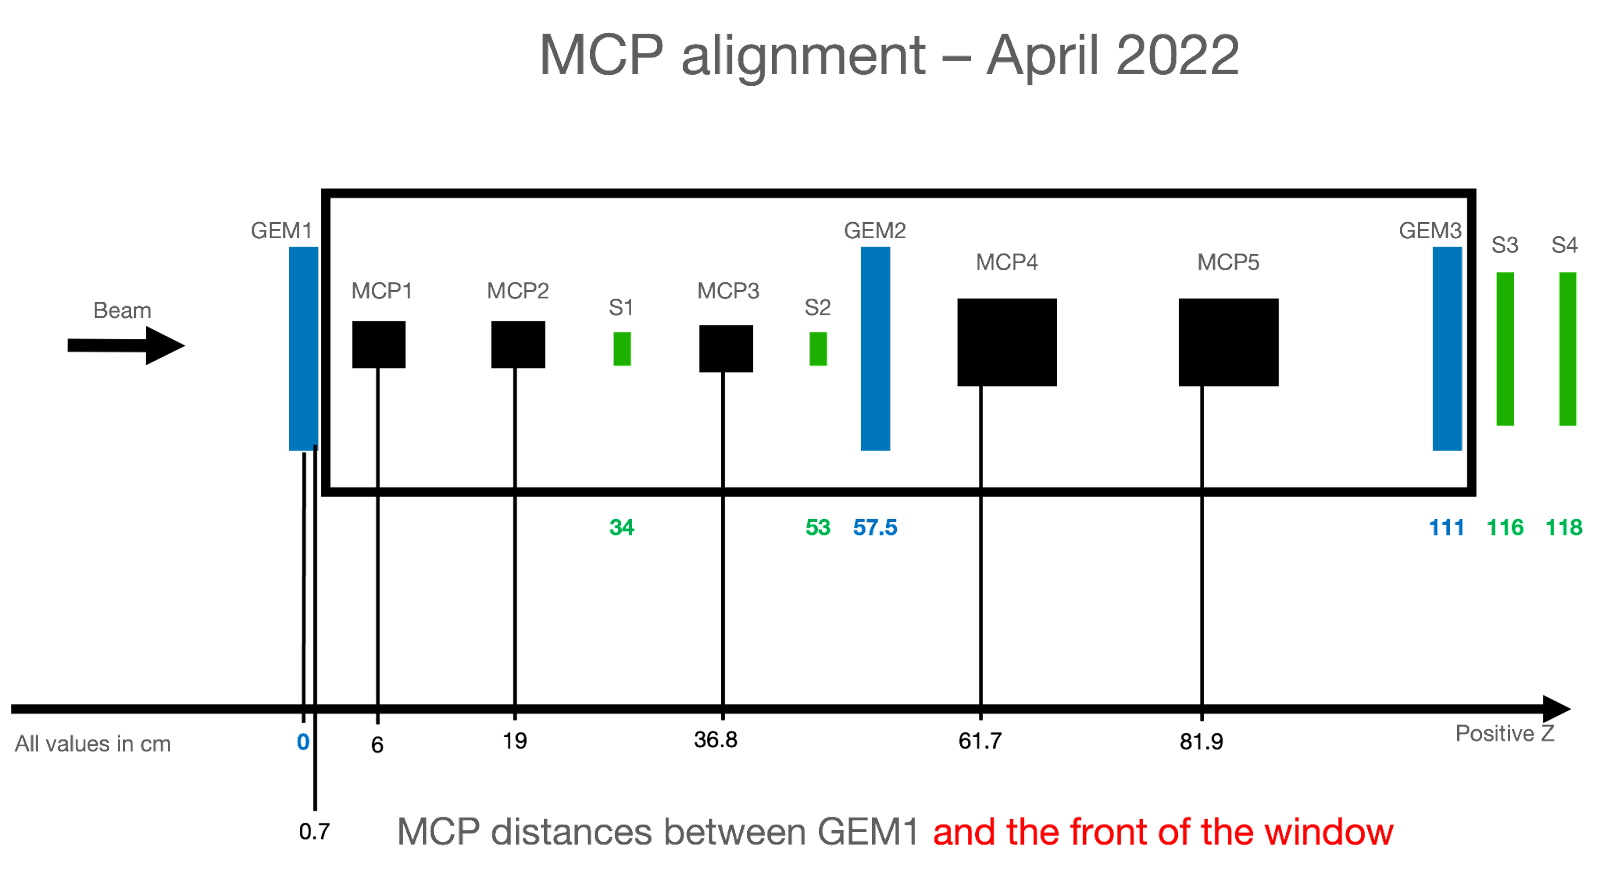 MCP alignment – April 2022
GEM1
GEM2
GEM3
S3
S4
MCP4
MCP5
MCP1
MCP2
MCP3
S1
S2
Beam
34
53
57.5
111
116
118
All values in cm
0
6
19
36.8
61.7
81.9
Positive Z
0.7
MCP distances between GEM1 and the front of the window